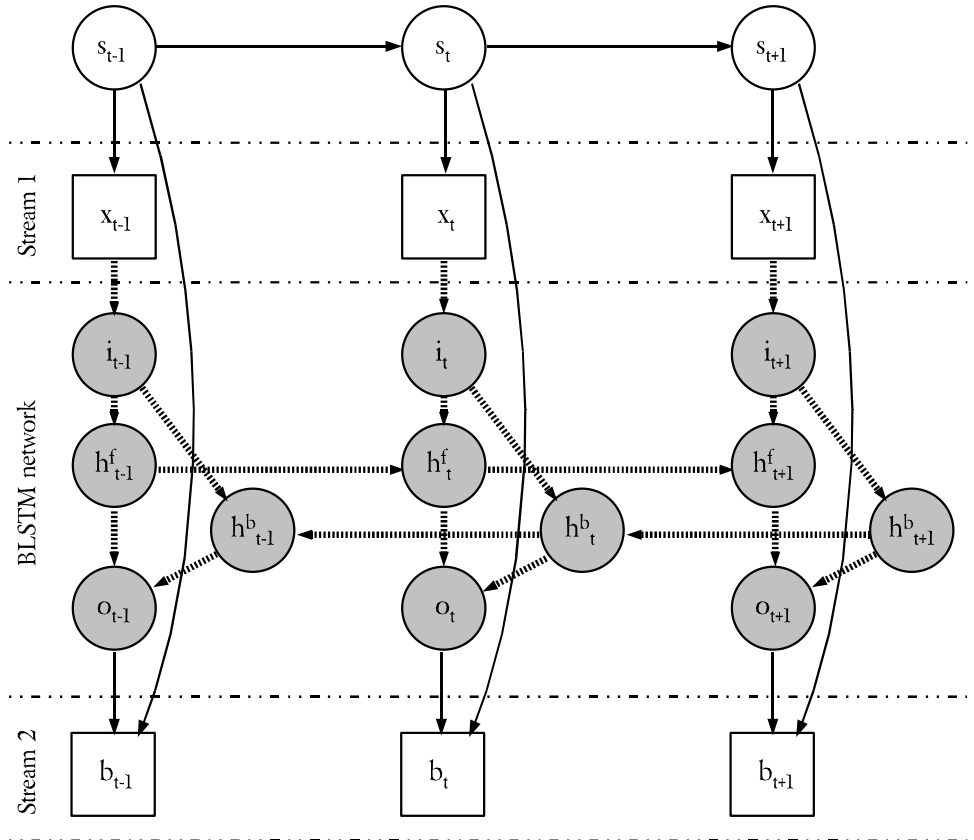 s_{t-1} s_t s_{t+1}
Stream 1
x_{t-1} x_t x_{t+1}
BLSTM network
i_{t-1} i_t i_{t+1}
h^f_{t-1} h^f_t h^f_{t+1}
h^b_{t-1} h^b_t h^b_{t+1}
o_{t-1} o_t o_{t+1}
Stream 2
b_{t-1} b_t b_{t+1}